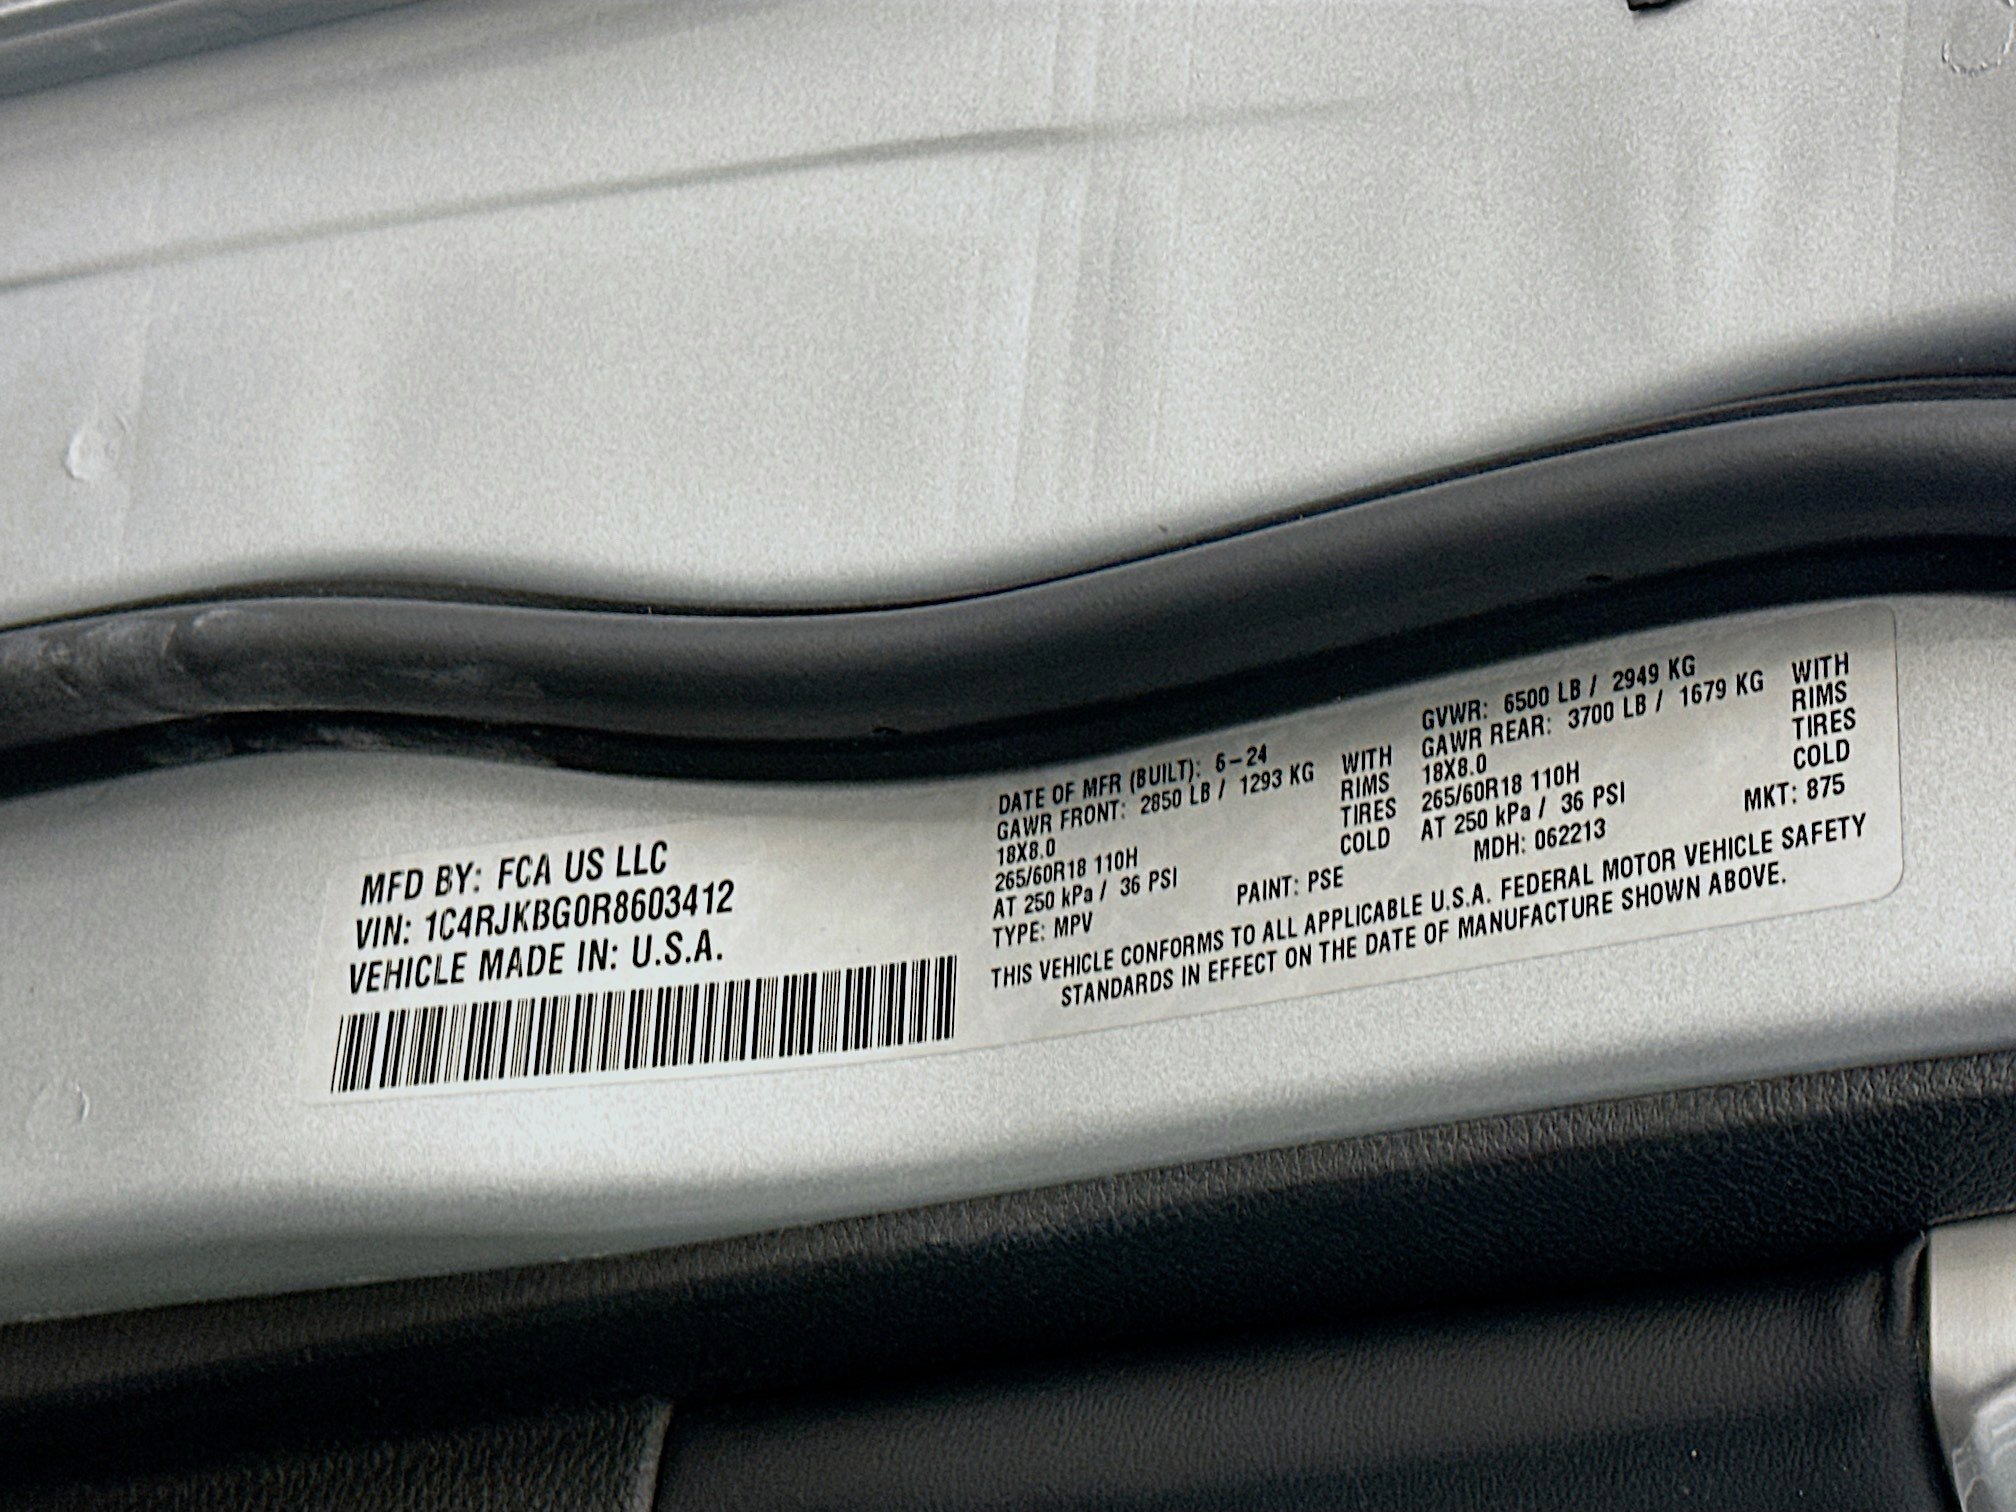 MFD BY: FCA US LLC
VIN: 1C4RJKBG0R8603412
VEHICLE MADE IN: U.S.A.
DATE OF MFR (BUILT): 6-24
GVWR: 6500 LB / 2949 KG
GAWR FRONT: 2850 LB / 1293 KG WITH
GAWR REAR: 3700 LB / 1679 KG WITH
18X8.0 RIMS
18X8.0 RIMS
265/60R18 110H TIRES
265/60R18 110H TIRES
AT 250 kPa / 36 PSI COLD
AT 250 kPa / 36 PSI COLD
TYPE: MPV PAINT: PSE MDH: 062213 MKT: 875
THIS VEHICLE CONFORMS TO ALL APPLICABLE U.S.A. FEDERAL MOTOR VEHICLE SAFETY
STANDARDS IN EFFECT ON THE DATE OF MANUFACTURE SHOWN ABOVE.